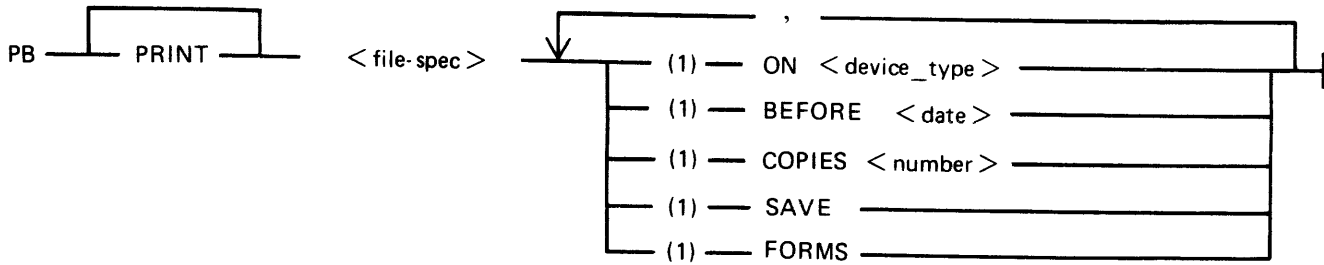 ,
PB PRINT <file-spec> (1) ON <device_type>
(1) BEFORE <date>
(1) COPIES <number>
(1) SAVE
(1) FORMS